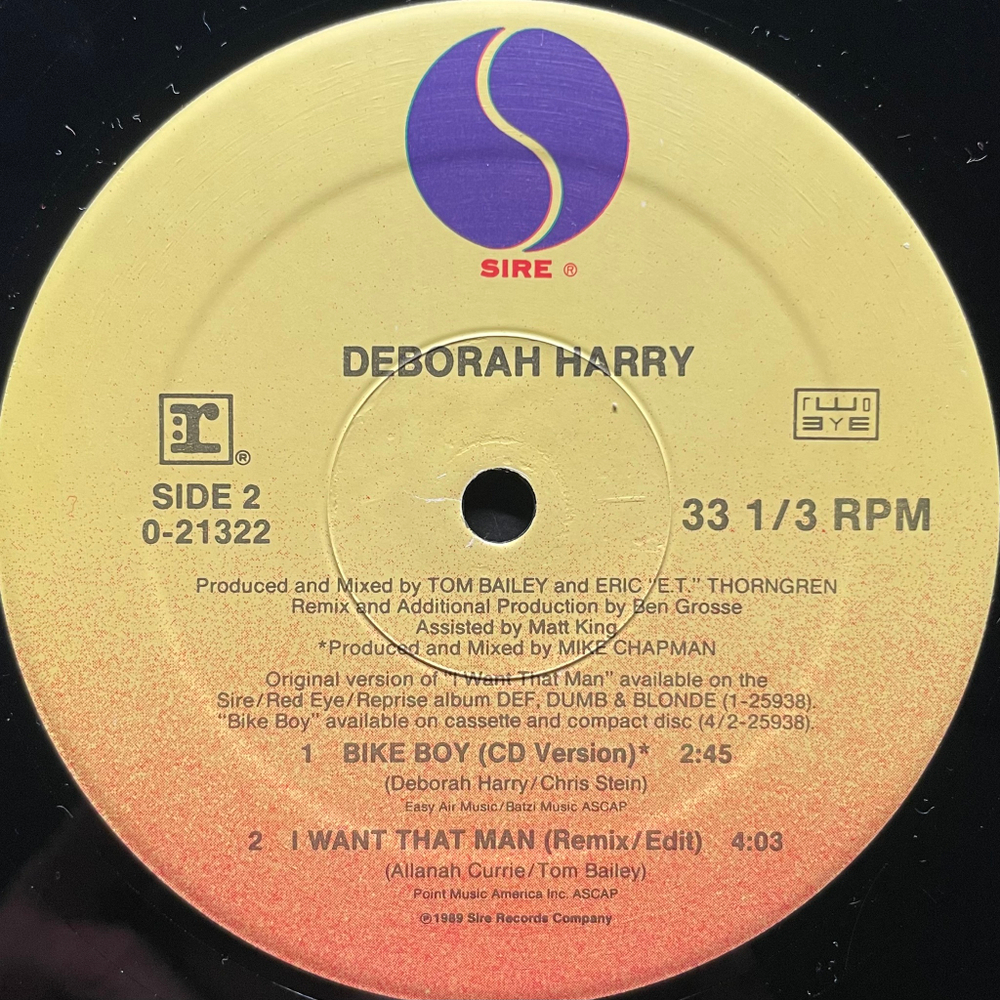 SIRE ®
DEBORAH HARRY
r ®
RED EYE
SIDE 2
0-21322
33 1/3 RPM
Produced and Mixed by TOM BAILEY and ERIC "E.T." THORNGREN
Remix and Additional Production by Ben Grosse
Assisted by Matt King
*Produced and Mixed by MIKE CHAPMAN
Original version of "I Want That Man" available on the
Sire/Red Eye/Reprise album DEF, DUMB & BLONDE (1-25938).
"Bike Boy" available on cassette and compact disc (4/2-25938).
1 BIKE BOY (CD Version)* 2:45
(Deborah Harry/Chris Stein)
Easy Air Music/Batzi Music ASCAP
2 I WANT THAT MAN (Remix/Edit) 4:03
(Allanah Currie/Tom Bailey)
Point Music America Inc. ASCAP
℗1989 Sire Records Company